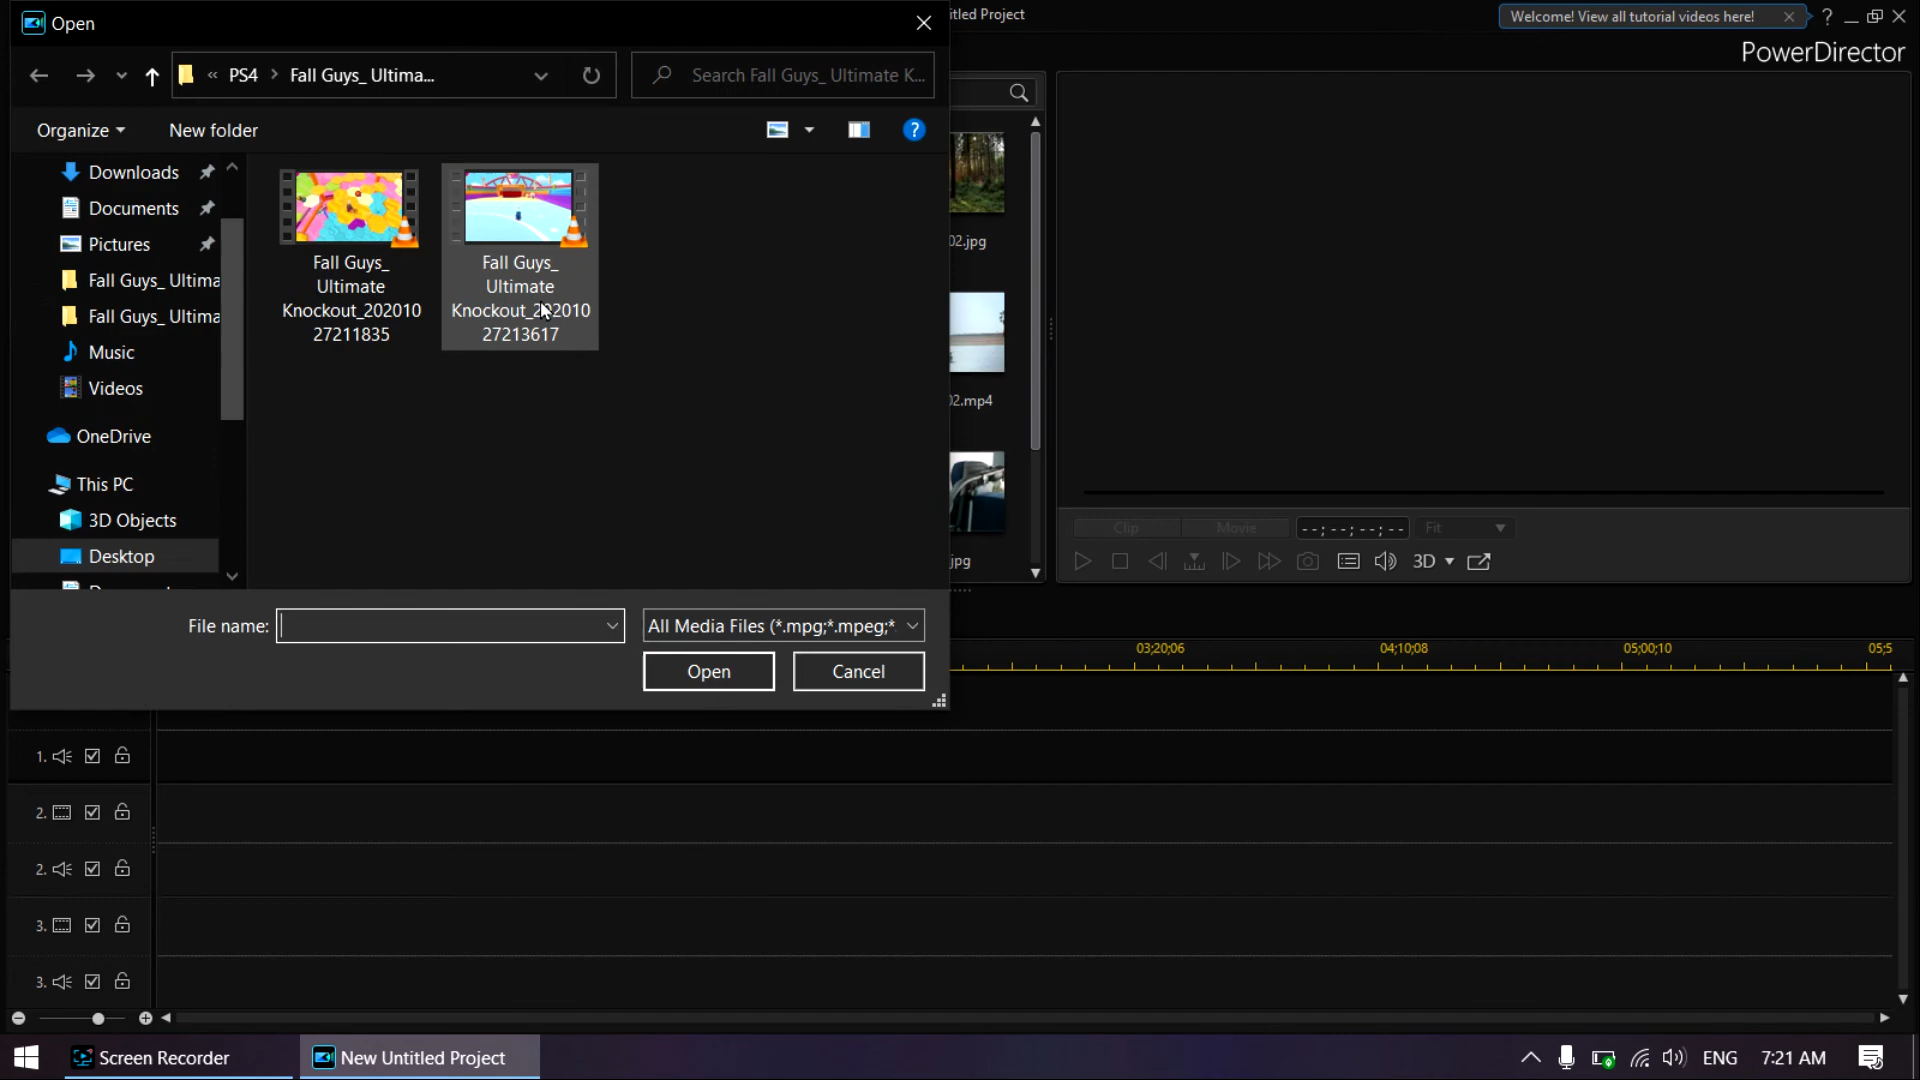 Open
itled Project
Welcome! View all tutorial videos here!
?
PowerDirector
« PS4 > Fall Guys_ Ultima...
Search Fall Guys_ Ultimate K...
Organize
New folder
?
Downloads
Documents
Pictures
Fall Guys_ Ultima
Fall Guys_ Ultima
Music
Videos
OneDrive
This PC
3D Objects
Desktop
Fall Guys_
Ultimate
Knockout_202010
27211835
Fall Guys_
Ultimate
Knockout_202010
27213617
02.jpg
02.mp4
jpg
File name:
All Media Files (*.mpg;*.mpeg;*.
Open
Cancel
Clip
Movie
--;--;--;--
Fit
3D
03;20;06
04;10;08
05;00;10
05;5
1.
2.
2.
3.
3.
Screen Recorder
New Untitled Project
ENG
7:21 AM